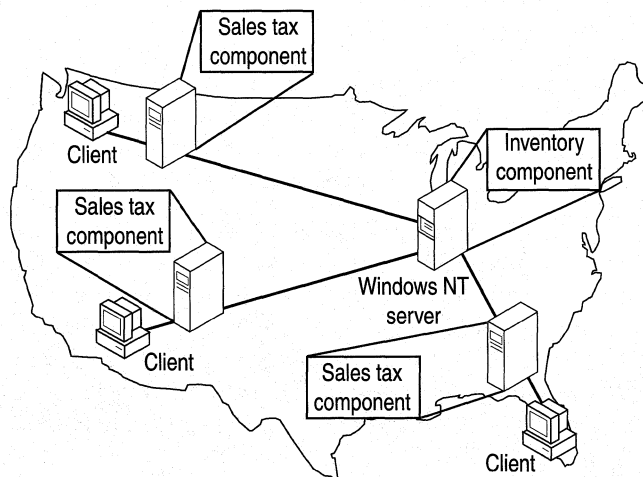 Sales tax
component
Client
Inventory
component
Sales tax
component
Windows NT
server
Client
Sales tax
component
Client